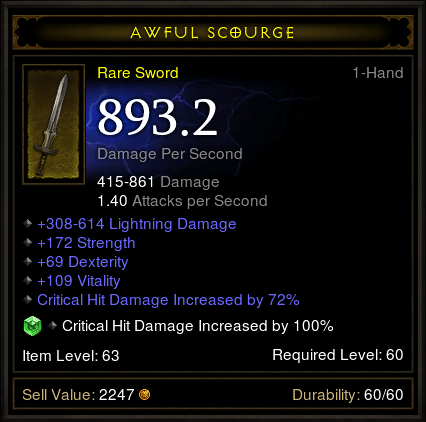 AWFUL SCOURGE
Rare Sword 1-Hand
893.2
Damage Per Second
415-861 Damage
1.40 Attacks per Second
+308-614 Lightning Damage
+172 Strength
+69 Dexterity
+109 Vitality
Critical Hit Damage Increased by 72%
Critical Hit Damage Increased by 100%
Item Level: 63 Required Level: 60
Sell Value: 2247 Durability: 60/60